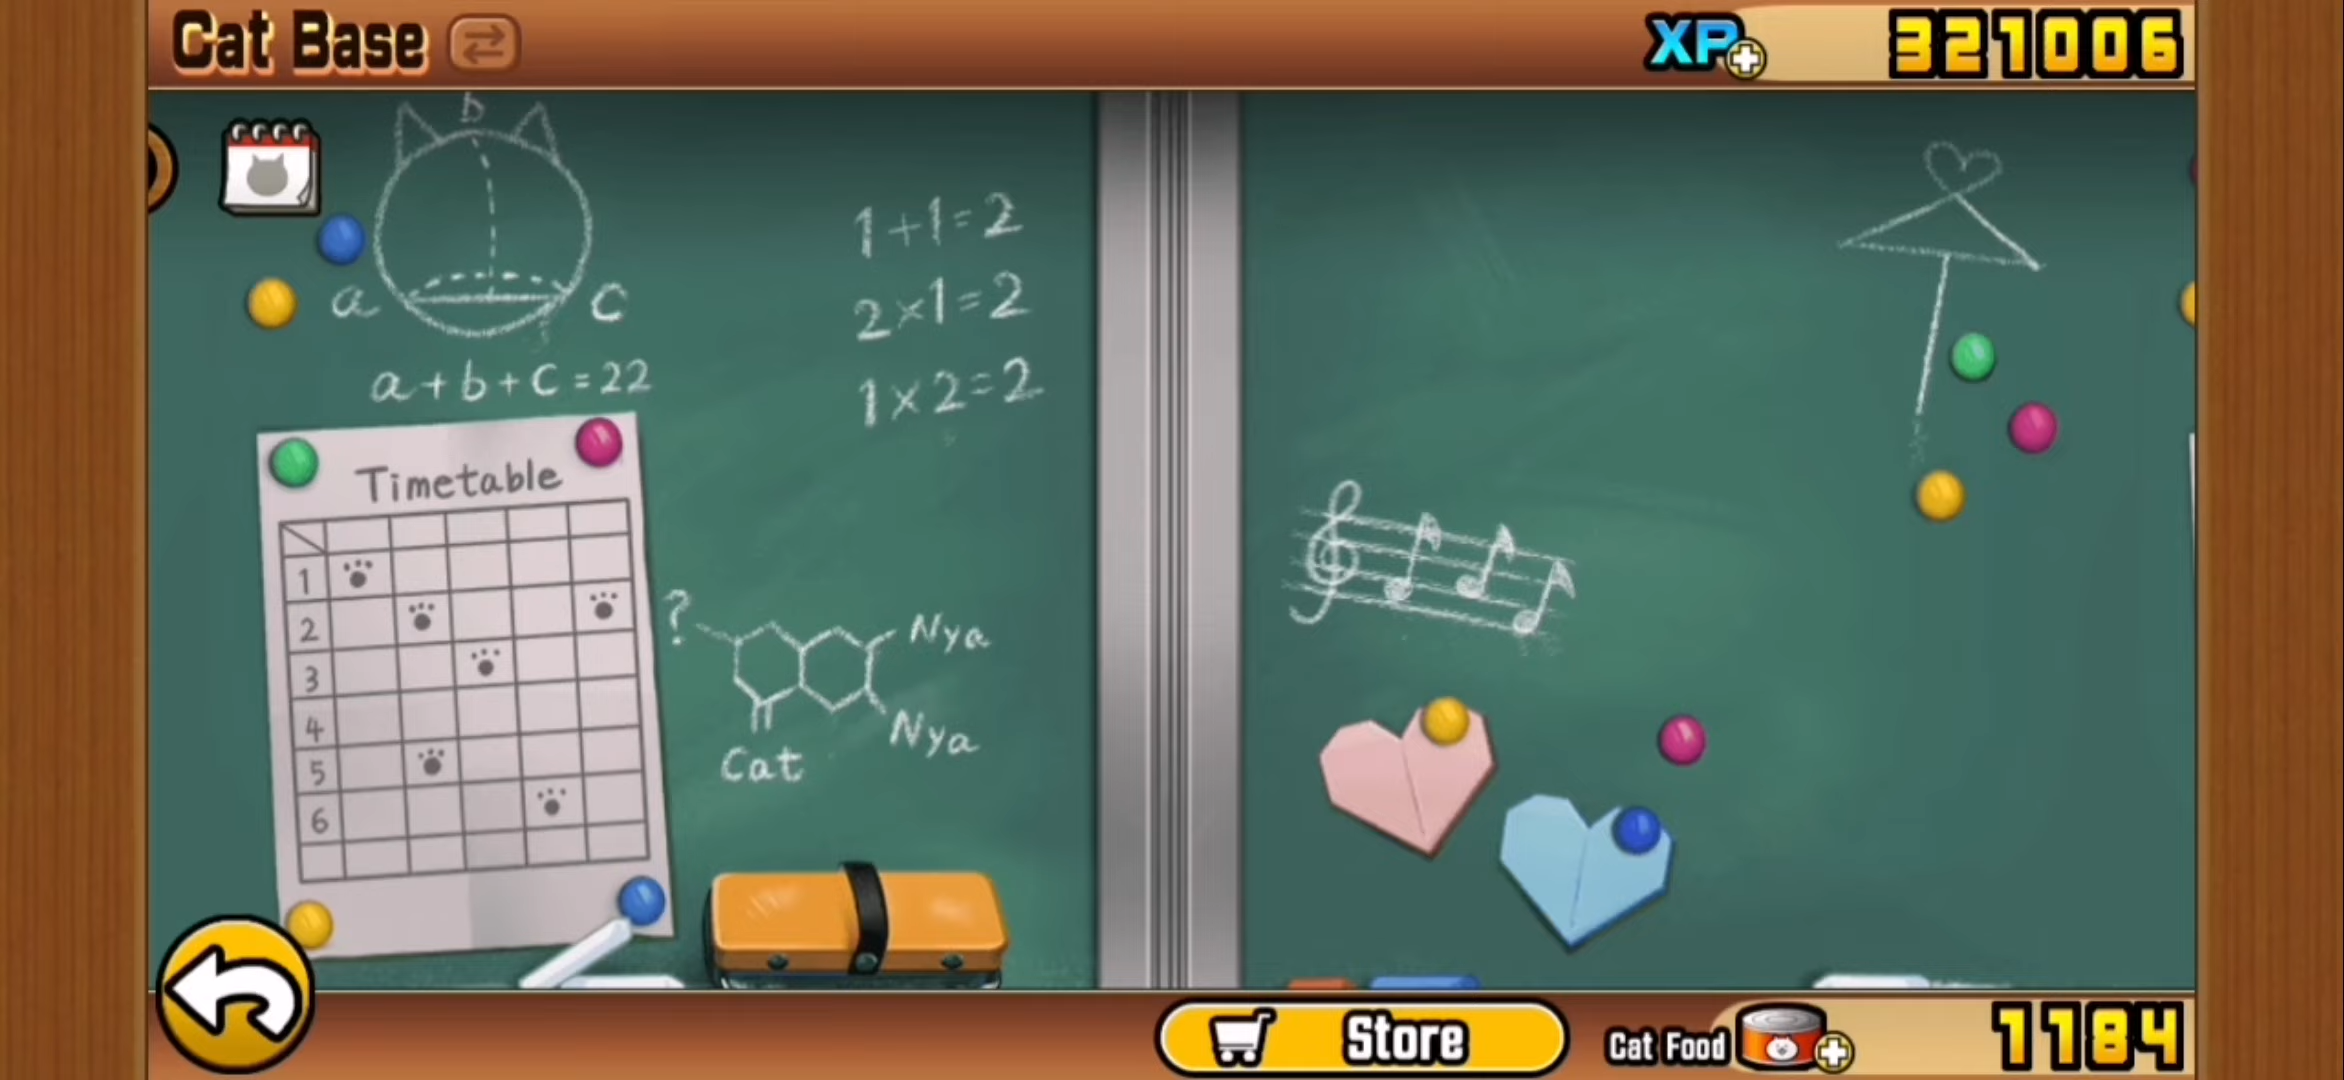 Cat Base
XP 321006
b
a
c
a+b+c=22
1+1=2
2×1=2
1×2=2
Timetable
1
2
3
4
5
6
?
Nya
Nya
Cat
Store
Cat Food 1184